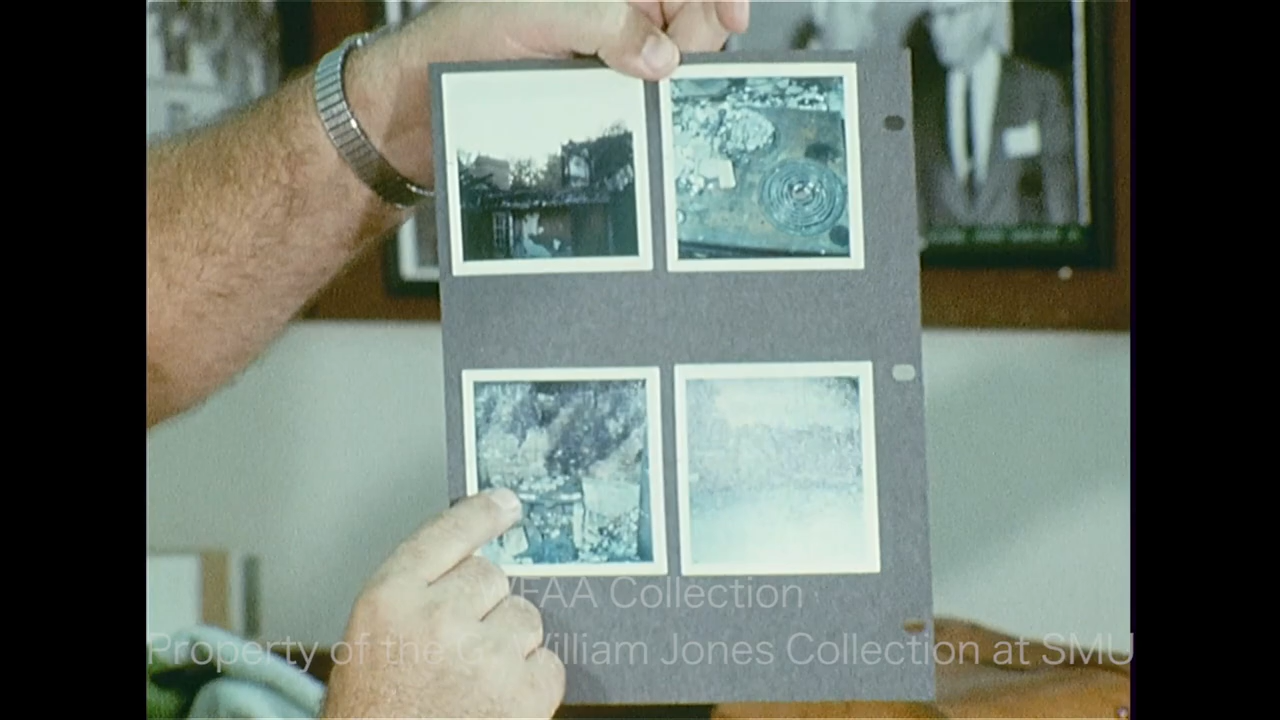 WFAA Collection
Property of the G. William Jones Collection at SMU